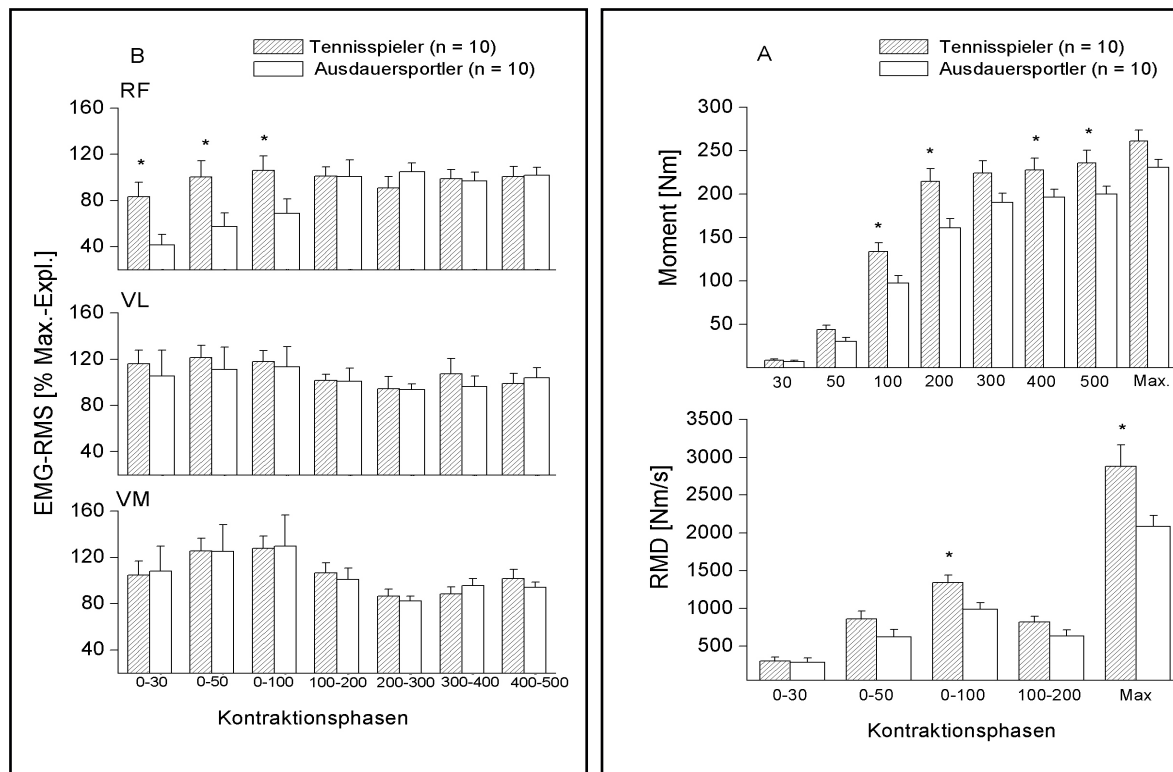 B
Tennisspieler (n = 10)
Ausdauersportler (n = 10)
RF
160
120
80
40
* * *
VL
160
120
80
40
VM
160
120
80
40
EMG-RMS [% Max.-Expl.]
0-30 0-50 0-100 100-200 200-300 300-400 400-500
Kontraktionsphasen
A
Tennisspieler (n = 10)
Ausdauersportler (n = 10)
300
250
200
150
100
50
Moment [Nm]
* * * *
30 50 100 200 300 400 500 Max.
3500
3000
2500
2000
1500
1000
500
RMD [Nm/s]
* *
0-30 0-50 0-100 100-200 Max
Kontraktionsphasen